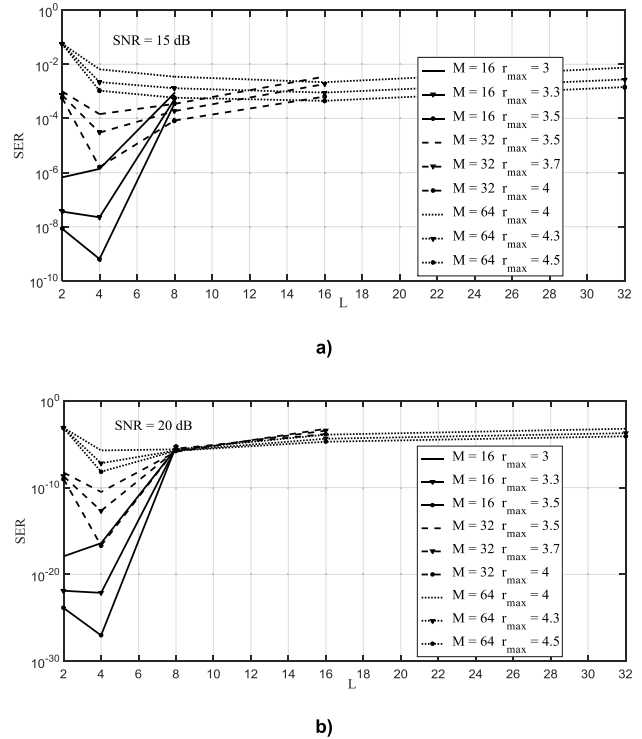 10^0
SNR = 15 dB
10^-2
10^-4
SER
10^-6
10^-8
10^-10
M = 16 r_max = 3
M = 16 r_max = 3.3
M = 16 r_max = 3.5
M = 32 r_max = 3.5
M = 32 r_max = 3.7
M = 32 r_max = 4
M = 64 r_max = 4
M = 64 r_max = 4.3
M = 64 r_max = 4.5
2 4 6 8 10 12 14 16 18 20 22 24 26 28 30 32
L
a)
10^0
SNR = 20 dB
10^-10
SER
10^-20
10^-30
M = 16 r_max = 3
M = 16 r_max = 3.3
M = 16 r_max = 3.5
M = 32 r_max = 3.5
M = 32 r_max = 3.7
M = 32 r_max = 4
M = 64 r_max = 4
M = 64 r_max = 4.3
M = 64 r_max = 4.5
2 4 6 8 10 12 14 16 18 20 22 24 26 28 30 32
L
b)